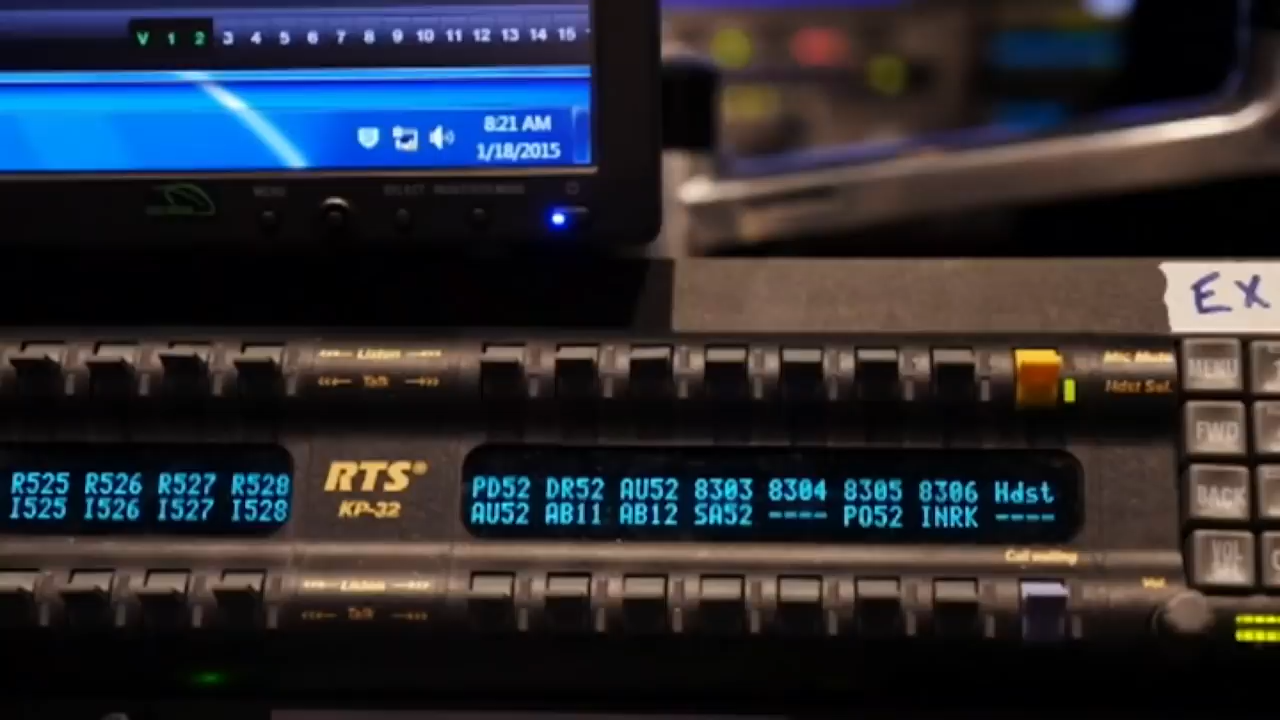 V 1 2 3 4 5 6 7 8 9 10 11 12 13 14 15
8:21 AM
1/18/2015
MENU SELECT
EX
Listen
Talk
Mic Mute
Hdst Sel.
MENU
FWD
R525 R526 R527 R528
I525 I526 I527 I528
RTS®
KP-32
PD52 DR52 AU52 8303 8304 8305 8306 Hdst
AU52 AB11 AB12 SA52 ---- PO52 INRK ----
BACK
Call waiting
VOL
Listen
Talk
Vol.